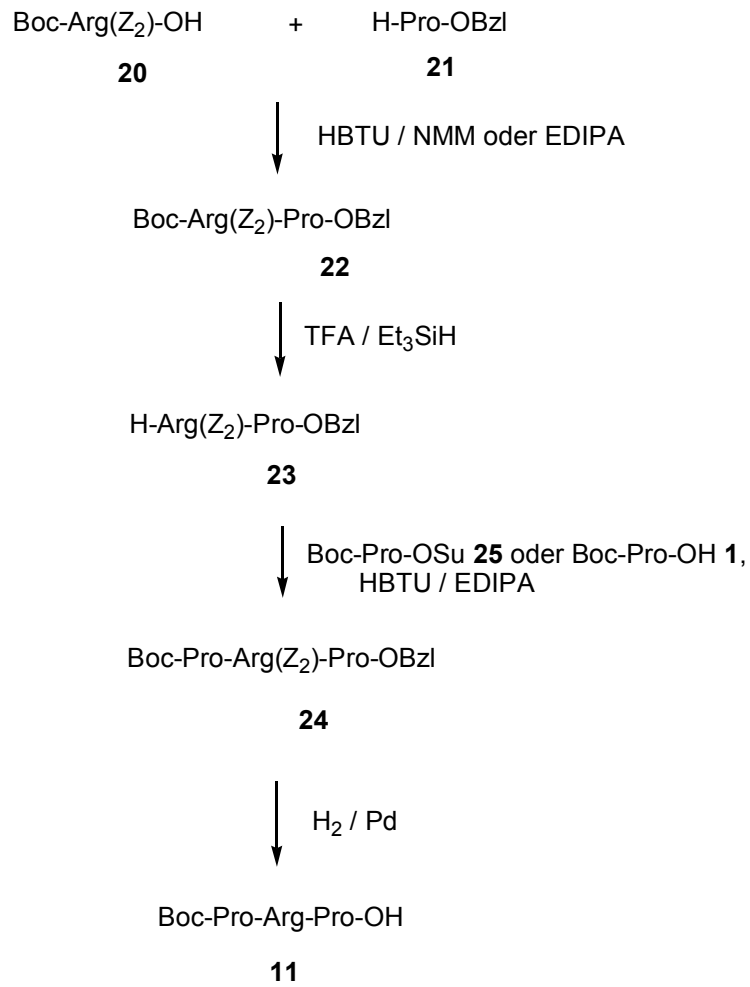 Boc-Arg(Z₂)-OH + H-Pro-OBzl
20 21
HBTU / NMM oder EDIPA
Boc-Arg(Z₂)-Pro-OBzl
22
TFA / Et₃SiH
H-Arg(Z₂)-Pro-OBzl
23
Boc-Pro-OSu 25 oder Boc-Pro-OH 1,
HBTU / EDIPA
Boc-Pro-Arg(Z₂)-Pro-OBzl
24
H₂ / Pd
Boc-Pro-Arg-Pro-OH
11